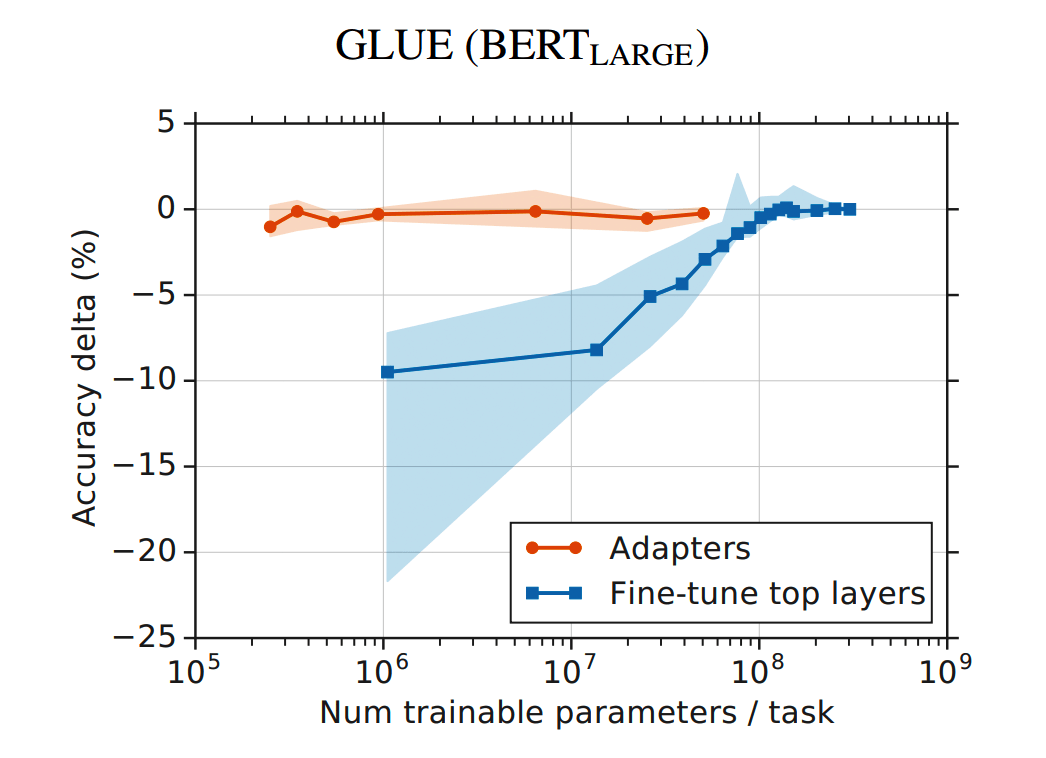 GLUE (BERT_LARGE)
5
0
−5
−10
−15
−20
−25
Accuracy delta (%)
Adapters
Fine-tune top layers
10^5 10^6 10^7 10^8 10^9
Num trainable parameters / task